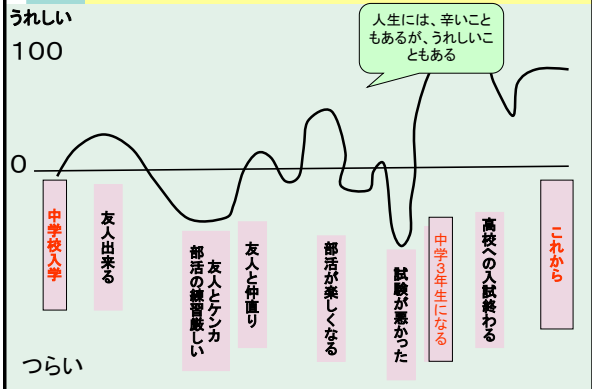 うれしい
100
人生には、辛いこと
もあるが、うれしいこ
ともある
0
中学校入学
友人出来る
友人とケンカ
部活の練習厳しい
友人と仲直り
部活が楽しくなる
試験が悪かった
中学3年生になる
高校への入試終わる
これから
つらい